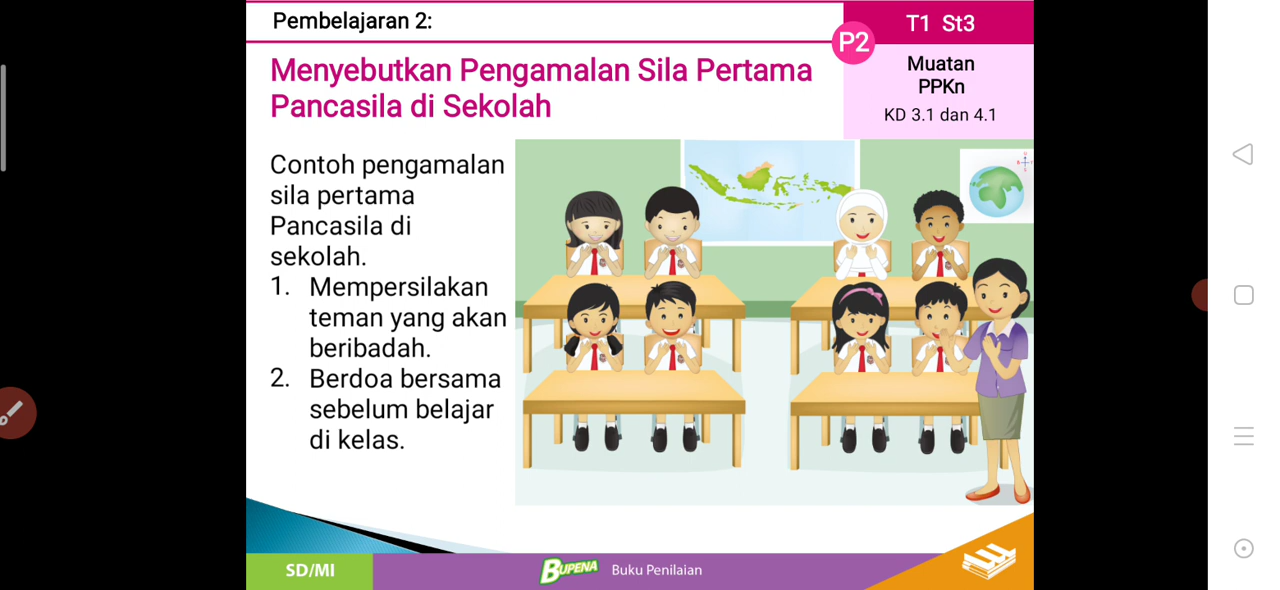 Pembelajaran 2:
T1 St3
P2
Menyebutkan Pengamalan Sila Pertama
Pancasila di Sekolah
Muatan
PPKn
KD 3.1 dan 4.1
Contoh pengamalan
sila pertama
Pancasila di
sekolah.
1. Mempersilakan
teman yang akan
beribadah.
2. Berdoa bersama
sebelum belajar
di kelas.
SD/MI
BUPENA Buku Penilaian